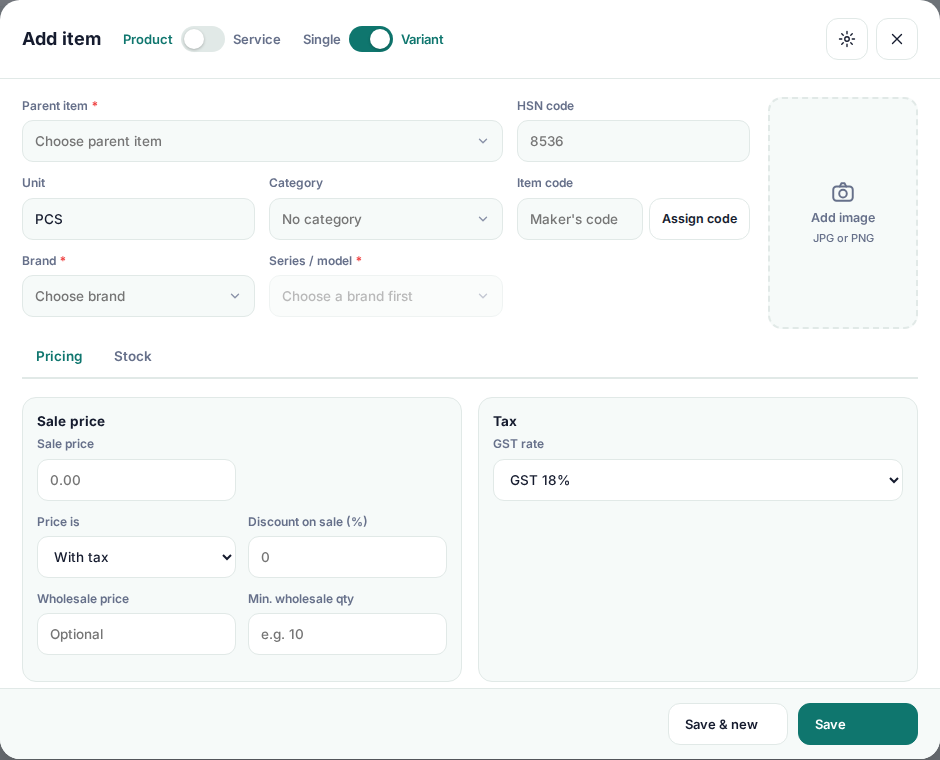 Add item Product Service Single Variant
Parent item * HSN code
Choose parent item 8536
Unit Category Item code
PCS No category Maker's code Assign code
Add image
JPG or PNG
Brand * Series / model *
Choose brand Choose a brand first
Pricing Stock
Sale price
Sale price
0.00
Price is Discount on sale (%)
With tax 0
Wholesale price Min. wholesale qty
Optional e.g. 10
Tax
GST rate
GST 18%
Save & new Save